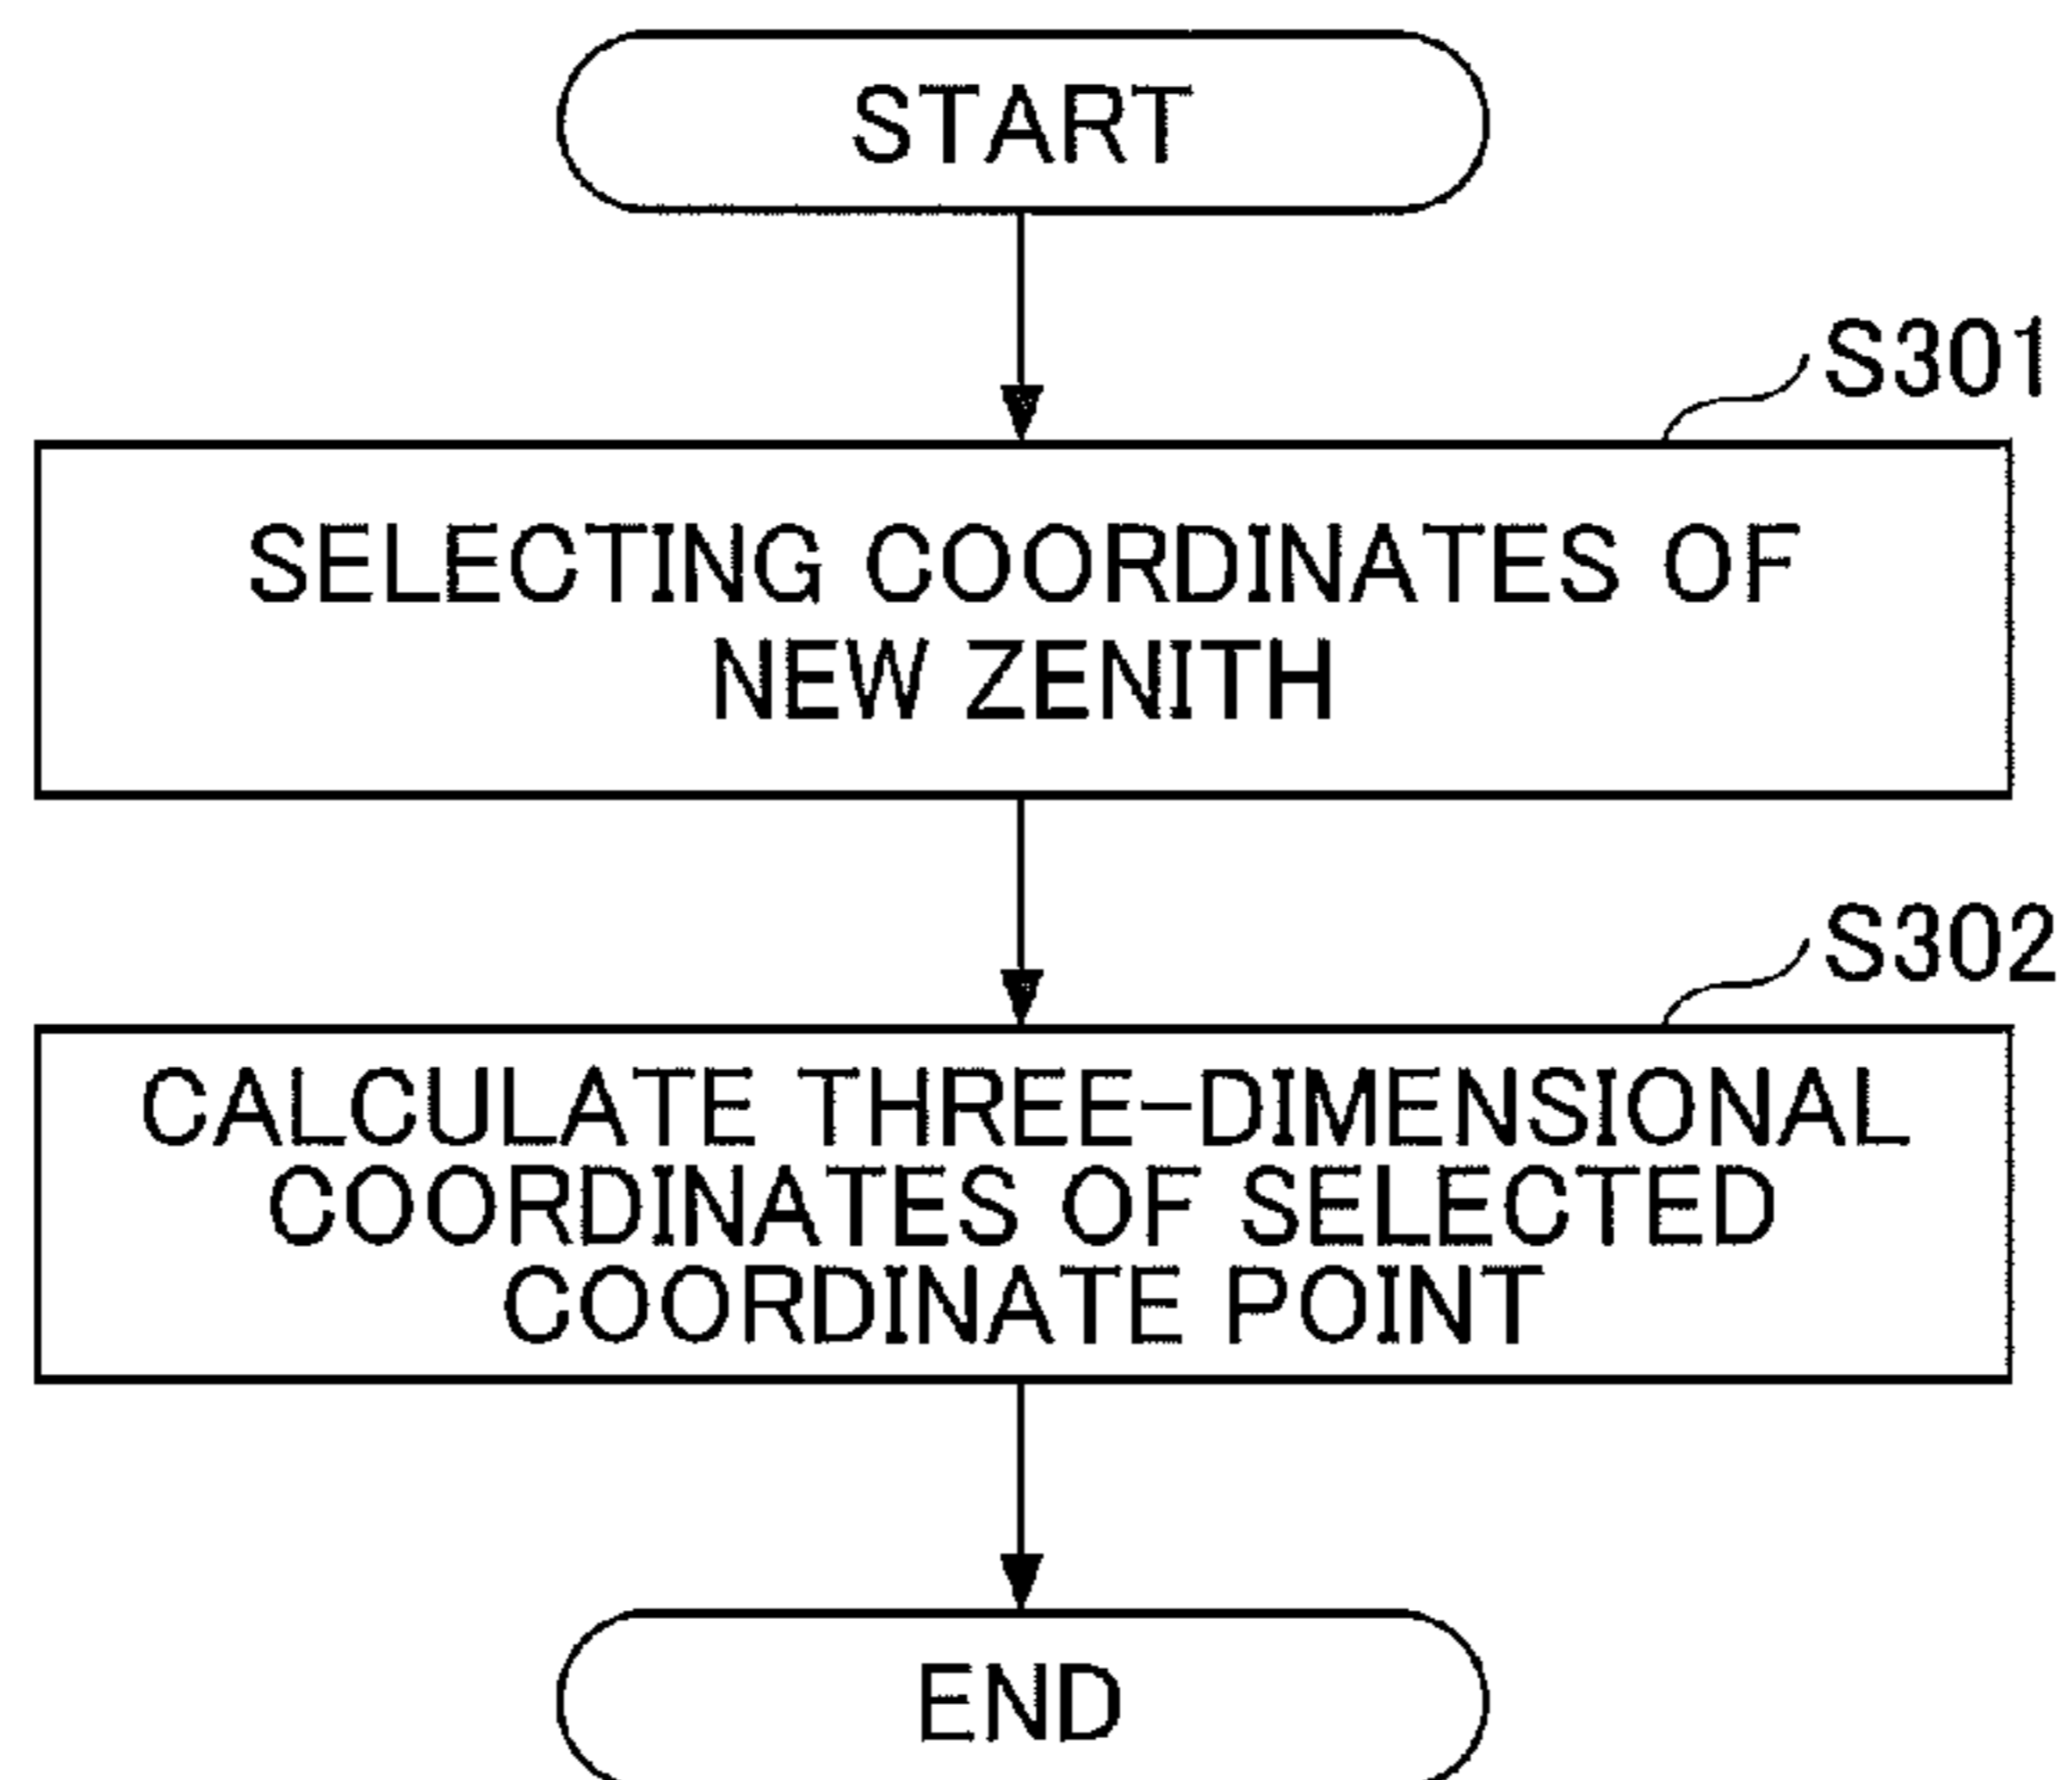 START
S301
SELECTING COORDINATES OF
NEW ZENITH
S302
CALCULATE THREE-DIMENSIONAL
COORDINATES OF SELECTED
COORDINATE POINT
END